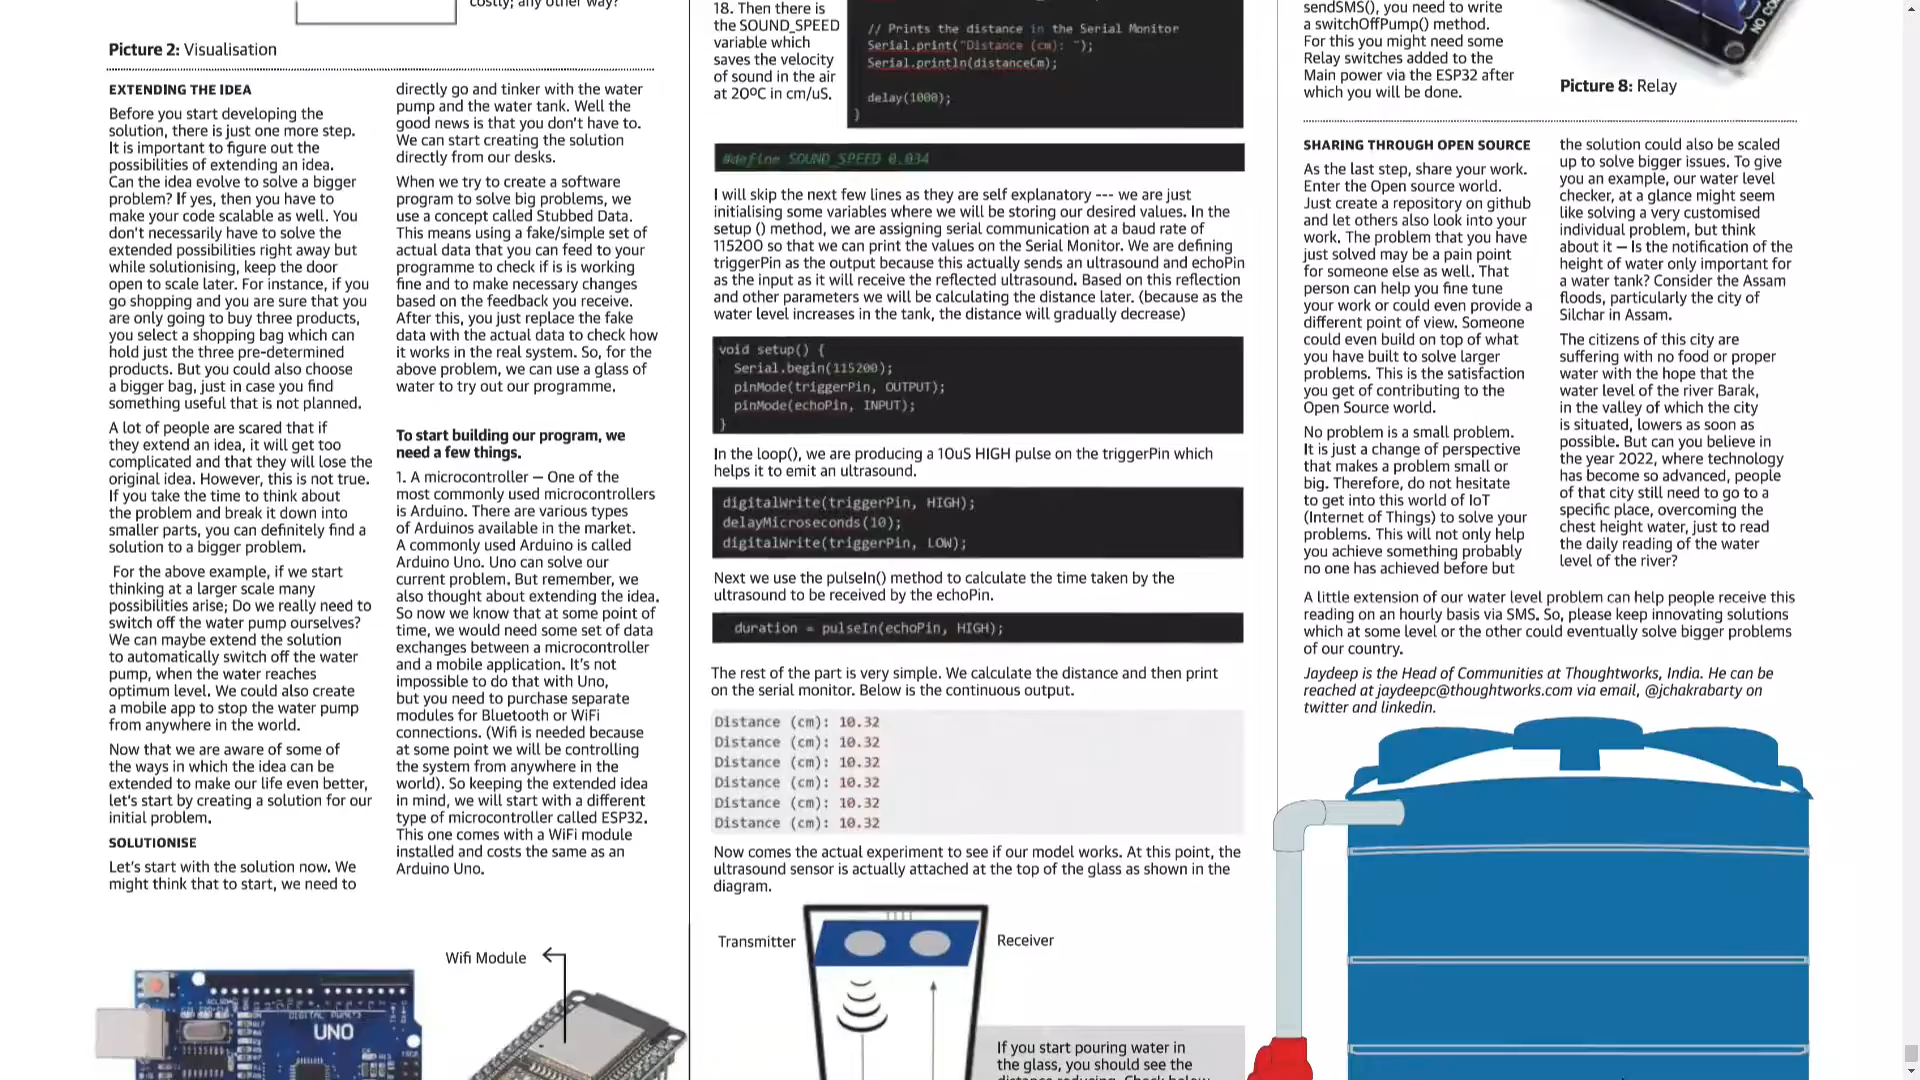 costly; any other way?
Picture 2: Visualisation
EXTENDING THE IDEA
Before you start developing the
solution, there is just one more step.
It is important to figure out the
possibilities of extending an idea.
Can the idea evolve to solve a bigger
problem? If yes, then you have to
make your code scalable as well. You
don't necessarily have to solve the
extended possibilities right away but
while solutionising, keep the door
open to scale later. For instance, if you
go shopping and you are sure that you
are only going to buy three products,
you select a shopping bag which can
hold just the three pre-determined
products. But you could also choose
a bigger bag, just in case you find
something useful that is not planned.
A lot of people are scared that if
they extend an idea, it will get too
complicated and that they will lose the
original idea. However, this is not true.
If you take the time to think about
the problem and break it down into
smaller parts, you can definitely find a
solution to a bigger problem.
For the above example, if we start
thinking at a larger scale many
possibilities arise; Do we really need to
switch off the water pump ourselves?
We can maybe extend the solution
to automatically switch off the water
pump, when the water reaches
optimum level. We could also create
a mobile app to stop the water pump
from anywhere in the world.
Now that we are aware of some of
the ways in which the idea can be
extended to make our life even better,
let's start by creating a solution for our
initial problem.
SOLUTIONISE
Let's start with the solution now. We
might think that to start, we need to
directly go and tinker with the water
pump and the water tank. Well the
good news is that you don't have to.
We can start creating the solution
directly from our desks.
When we try to create a software
program to solve big problems, we
use a concept called Stubbed Data.
This means using a fake/simple set of
actual data that you can feed to your
programme to check if is is working
fine and to make necessary changes
based on the feedback you receive.
After this, you just replace the fake
data with the actual data to check how
it works in the real system. So, for the
above problem, we can use a glass of
water to try out our programme.
To start building our program, we
need a few things.
1. A microcontroller — One of the
most commonly used microcontrollers
is Arduino. There are various types
of Arduinos available in the market.
A commonly used Arduino is called
Arduino Uno. Uno can solve our
current problem. But remember, we
also thought about extending the idea.
So now we know that at some point of
time, we would need some set of data
exchanges between a microcontroller
and a mobile application. It's not
impossible to do that with Uno,
but you need to purchase separate
modules for Bluetooth or WiFi
connections. (Wifi is needed because
at some point we will be controlling
the system from anywhere in the
world). So keeping the extended idea
in mind, we will start with a different
type of microcontroller called ESP32.
This one comes with a WiFi module
installed and costs the same as an
Arduino Uno.
Wifi Module
UNO
18. Then there is
the SOUND_SPEED
variable which
saves the velocity
of sound in the air
at 20ºC in cm/uS.
// Prints the distance in the Serial Monitor
Serial.print("Distance (cm): ");
Serial.println(distanceCm);
delay(1000);
}
#define SOUND_SPEED 0.034
I will skip the next few lines as they are self explanatory --- we are just
initialising some variables where we will be storing our desired values. In the
setup () method, we are assigning serial communication at a baud rate of
115200 so that we can print the values on the Serial Monitor. We are defining
triggerPin as the output because this actually sends an ultrasound and echoPin
as the input as it will receive the reflected ultrasound. Based on this reflection
and other parameters we will be calculating the distance later. (because as the
water level increases in the tank, the distance will gradually decrease)
void setup() {
Serial.begin(115200);
pinMode(triggerPin, OUTPUT);
pinMode(echoPin, INPUT);
}
In the loop(), we are producing a 10uS HIGH pulse on the triggerPin which
helps it to emit an ultrasound.
digitalWrite(triggerPin, HIGH);
delayMicroseconds(10);
digitalWrite(triggerPin, LOW);
Next we use the pulseIn() method to calculate the time taken by the
ultrasound to be received by the echoPin.
duration = pulseIn(echoPin, HIGH);
The rest of the part is very simple. We calculate the distance and then print
on the serial monitor. Below is the continuous output.
Distance (cm): 10.32
Distance (cm): 10.32
Distance (cm): 10.32
Distance (cm): 10.32
Distance (cm): 10.32
Distance (cm): 10.32
Now comes the actual experiment to see if our model works. At this point, the
ultrasound sensor is actually attached at the top of the glass as shown in the
diagram.
Transmitter
Receiver
If you start pouring water in
the glass, you should see the
sendSMS(), you need to write
a switchOffPump() method.
For this you might need some
Relay switches added to the
Main power via the ESP32 after
which you will be done.
Picture 8: Relay
SHARING THROUGH OPEN SOURCE
As the last step, share your work.
Enter the Open source world.
Just create a repository on github
and let others also look into your
work. The problem that you have
just solved may be a pain point
for someone else as well. That
person can help you fine tune
your work or could even provide a
different point of view. Someone
could even build on top of what
you have built to solve larger
problems. This is the satisfaction
you get of contributing to the
Open Source world.
No problem is a small problem.
It is just a change of perspective
that makes a problem small or
big. Therefore, do not hesitate
to get into this world of IoT
(Internet of Things) to solve your
problems. This will not only help
you achieve something probably
no one has achieved before but
the solution could also be scaled
up to solve bigger issues. To give
you an example, our water level
checker, at a glance might seem
like solving a very customised
individual problem, but think
about it — Is the notification of the
height of water only important for
a water tank? Consider the Assam
floods, particularly the city of
Silchar in Assam.
The citizens of this city are
suffering with no food or proper
water with the hope that the
water level of the river Barak,
in the valley of which the city
is situated, lowers as soon as
possible. But can you believe in
the year 2022, where technology
has become so advanced, people
of that city still need to go to a
specific place, overcoming the
chest height water, just to read
the daily reading of the water
level of the river?
A little extension of our water level problem can help people receive this
reading on an hourly basis via SMS. So, please keep innovating solutions
which at some level or the other could eventually solve bigger problems
of our country.
Jaydeep is the Head of Communities at Thoughtworks, India. He can be
reached at jaydeepc@thoughtworks.com via email, @jchakrabarty on
twitter and linkedin.